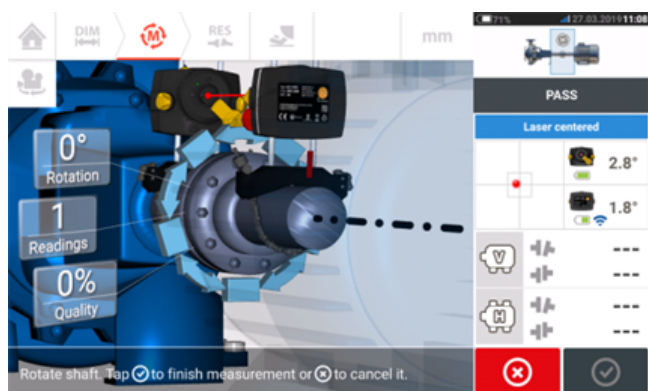 DIM
M
RES
mm
71%
27.03.2019 11:08
PASS
Laser centered
2.8°
1.8°
0°
Rotation
1
Readings
0%
Quality
V
---
---
H
---
---
Rotate shaft. Tap to finish measurement or to cancel it.